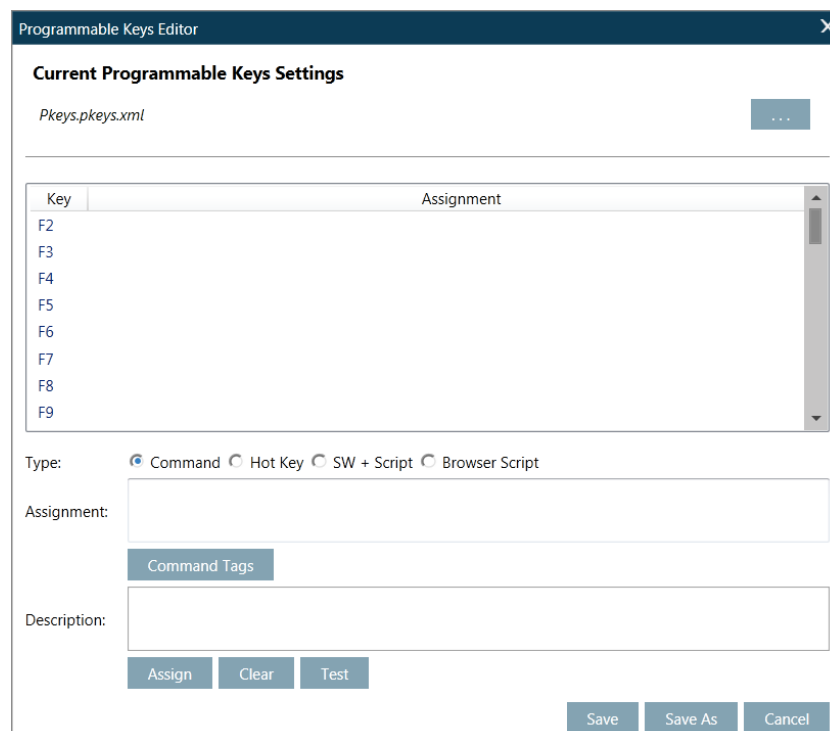 Programmable Keys Editor X
Current Programmable Keys Settings
Pkeys.pkeys.xml ...
Key Assignment
F2
F3
F4
F5
F6
F7
F8
F9
Type: Command Hot Key SW + Script Browser Script
Assignment:
Command Tags
Description:
Assign Clear Test
Save Save As Cancel